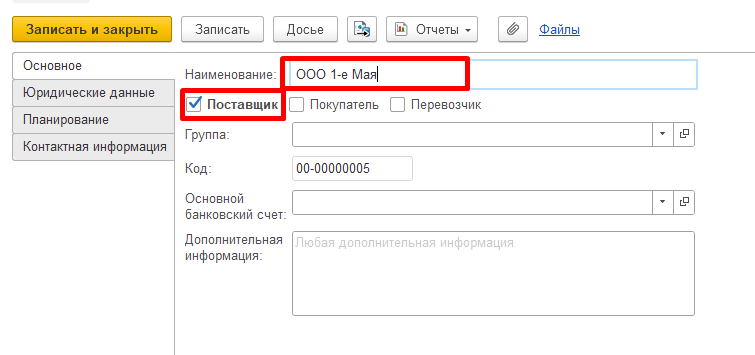 Записать и закрыть Записать Досье Отчеты Файлы
Основное
Юридические данные
Планирование
Контактная информация
Наименование: ООО 1-е Мая
Поставщик Покупатель Перевозчик
Группа:
Код: 00-00000005
Основной
банковский счет:
Дополнительная
информация:
Любая дополнительная информация